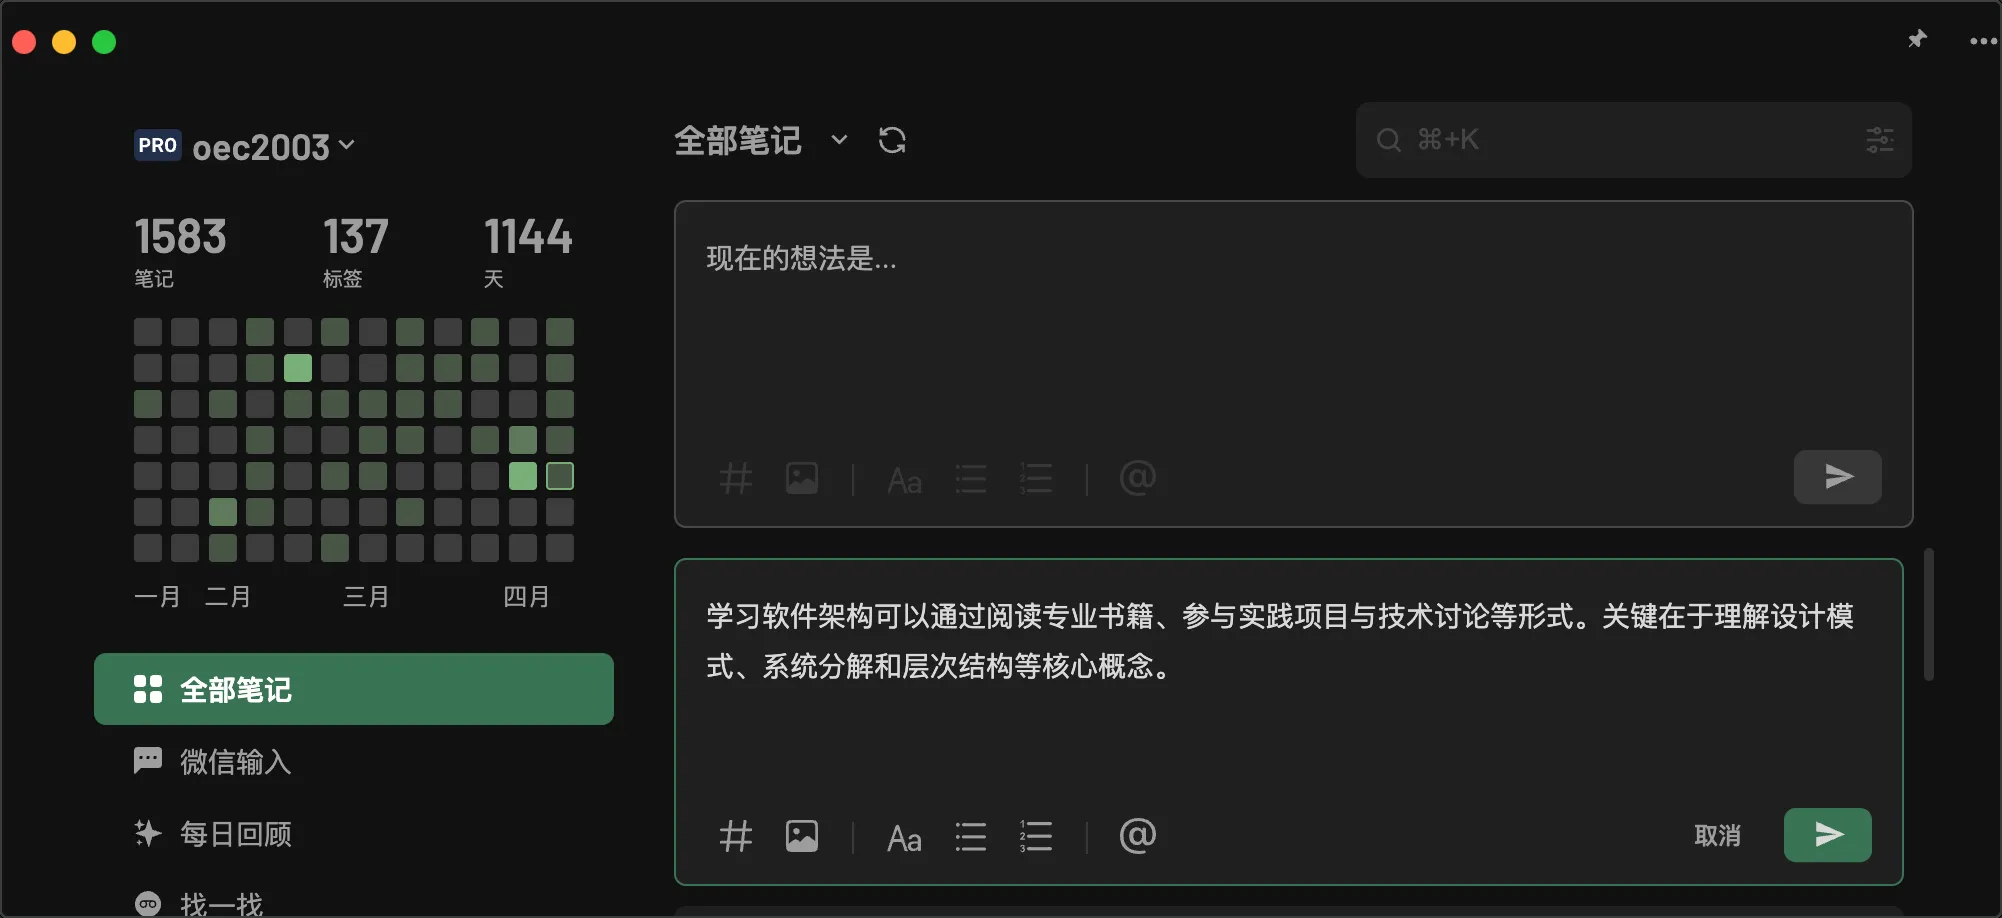 PRO oec2003
1583 137 1144
笔记 标签 天
一月 二月 三月 四月
全部笔记
微信输入
每日回顾
找一找
全部笔记
⌘+K
现在的想法是...
Aa
@
学习软件架构可以通过阅读专业书籍、参与实践项目与技术讨论等形式。关键在于理解设计模
式、系统分解和层次结构等核心概念。
Aa
@
取消